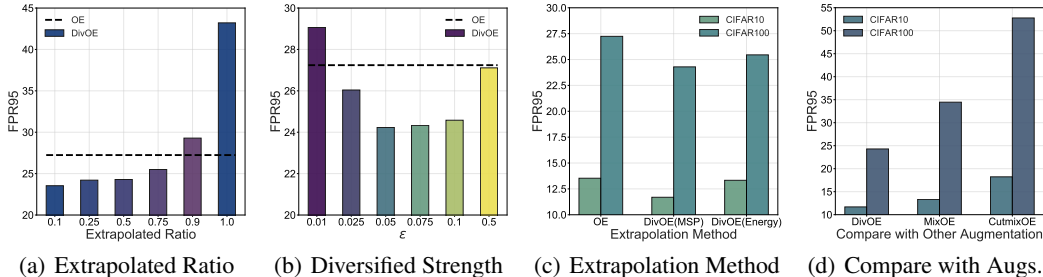 45
40
35
30
25
20
FPR95
OE
DivOE
0.1 0.25 0.5 0.75 0.9 1.0
Extrapolated Ratio
(a) Extrapolated Ratio
30
28
26
24
22
20
FPR95
OE
DivOE
0.01 0.025 0.05 0.075 0.1 0.5
ε
(b) Diversified Strength
30.0
27.5
25.0
22.5
20.0
17.5
15.0
12.5
10.0
FPR95
CIFAR10
CIFAR100
OE DivOE(MSP) DivOE(Energy)
Extrapolation Method
(c) Extrapolation Method
55
50
45
40
35
30
25
20
15
10
FPR95
CIFAR10
CIFAR100
DivOE MixOE CutmixOE
Compare with Other Augmentation
(d) Compare with Augs.